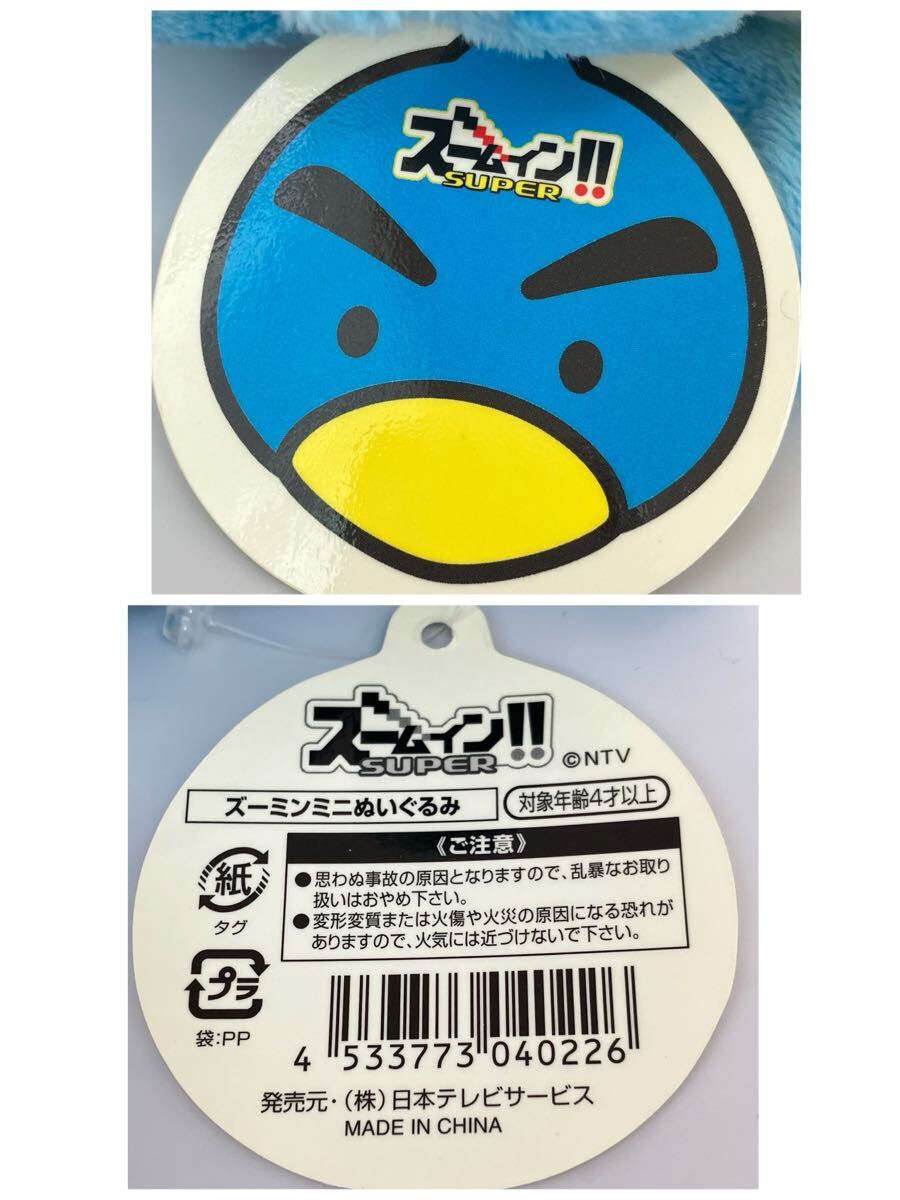 ズームイン!!
SUPER
ズームイン!!
SUPER
©NTV
ズーミンミニぬいぐるみ
対象年齢4才以上
《ご注意》
●思わぬ事故の原因となりますので、乱暴なお取り
扱いはおやめ下さい。
●変形変質または火傷や火災の原因になる恐れが
ありますので、火気には近づけないで下さい。
紙
タグ
プラ
袋:PP
4 533773 040226
発売元・(株)日本テレビサービス
MADE IN CHINA